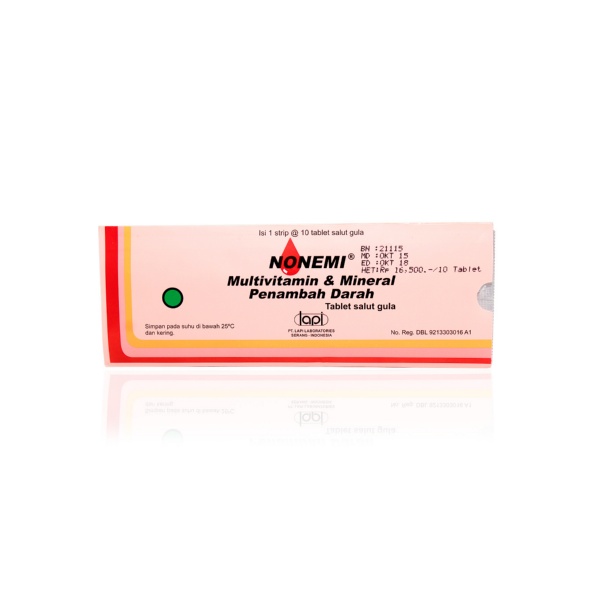 Isi 1 strip @ 10 tablet salut gula
NONEMI®
Multivitamin & Mineral
Penambah Darah
Tablet salut gula
BN : 21115
MD : OKT 15
ED : OKT 18
HET:Rp 16.500.-/10 Tablet
Simpan pada suhu di bawah 25°C
dan kering.
lapi
PT. LAPI LABORATORIES
SERANG - INDONESIA
No. Reg. DBL 9213303016 A1